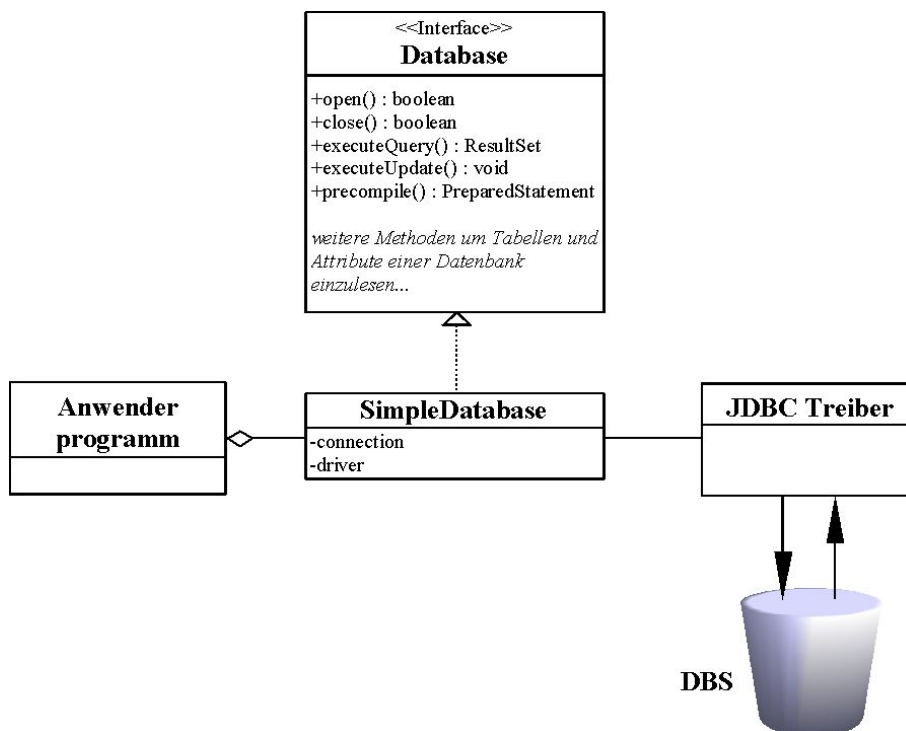 <<Interface>>
Database
+open() : boolean
+close() : boolean
+executeQuery() : ResultSet
+executeUpdate() : void
+precompile() : PreparedStatement
weitere Methoden um Tabellen und
Attribute einer Datenbank
einzulesen...
Anwender
programm
SimpleDatabase
-connection
-driver
JDBC Treiber
DBS